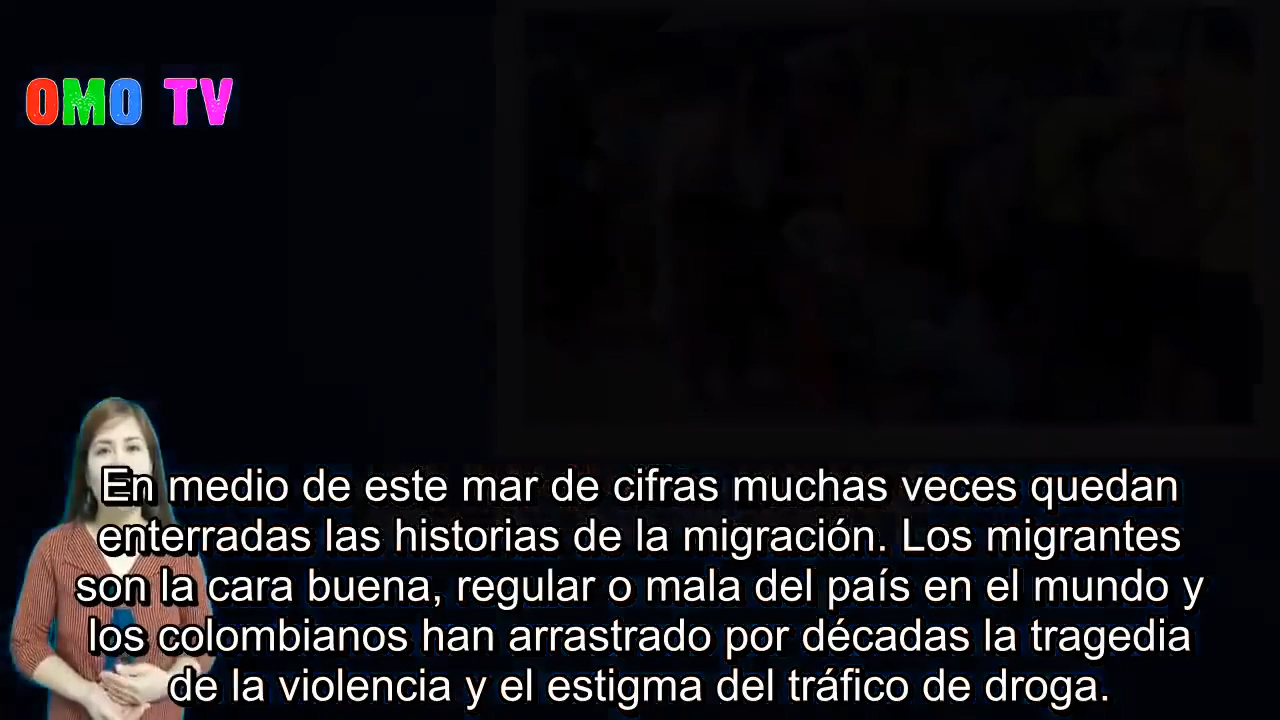 OMO TV
En medio de este mar de cifras muchas veces quedan
enterradas las historias de la migración. Los migrantes
son la cara buena, regular o mala del país en el mundo y
los colombianos han arrastrado por décadas la tragedia
de la violencia y el estigma del tráfico de droga.